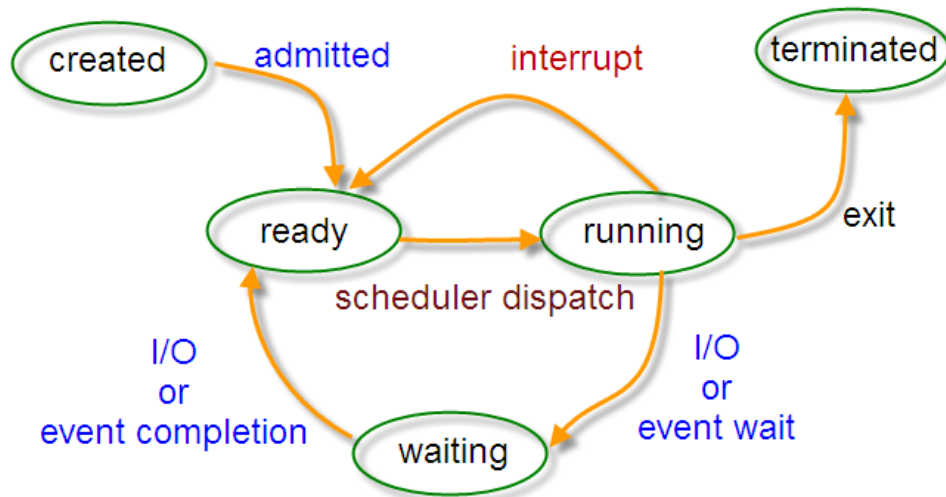 created
admitted
interrupt
terminated
ready
running
exit
scheduler dispatch
I/O
or
event completion
I/O
or
event wait
waiting